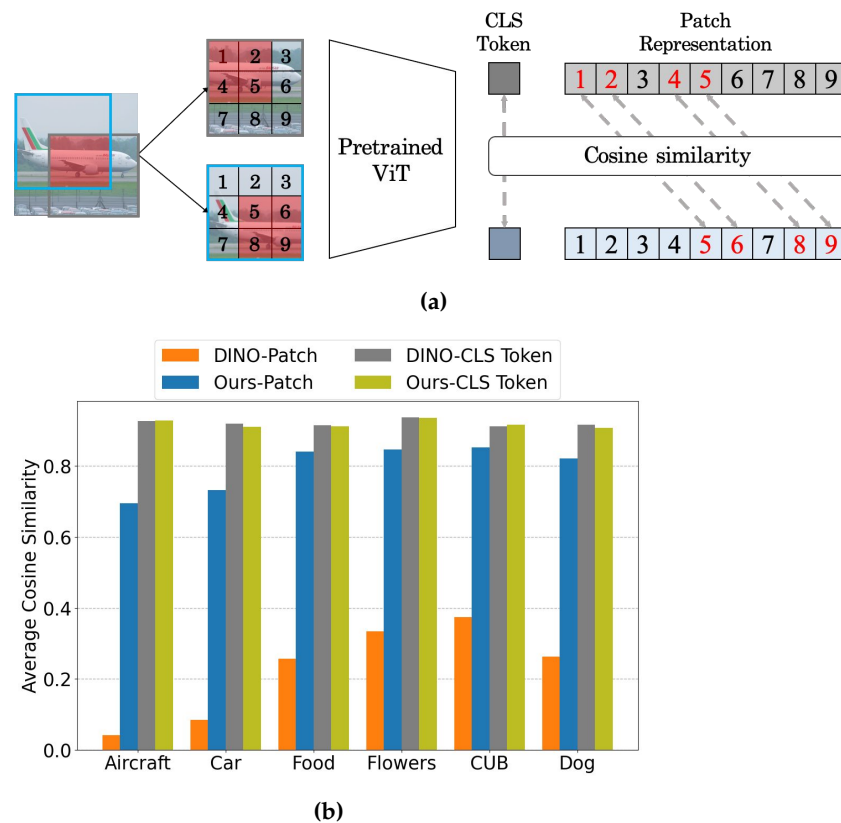 CLS
Token
Patch
Representation
1 2 3
4 5 6
7 8 9
1 2 3 4 5 6 7 8 9
Pretrained
ViT
Cosine similarity
1 2 3
4 5 6
7 8 9
1 2 3 4 5 6 7 8 9
(a)
DINO-Patch DINO-CLS Token
Ours-Patch Ours-CLS Token
Average Cosine Similarity
0.8
0.6
0.4
0.2
0.0
Aircraft Car Food Flowers CUB Dog
(b)